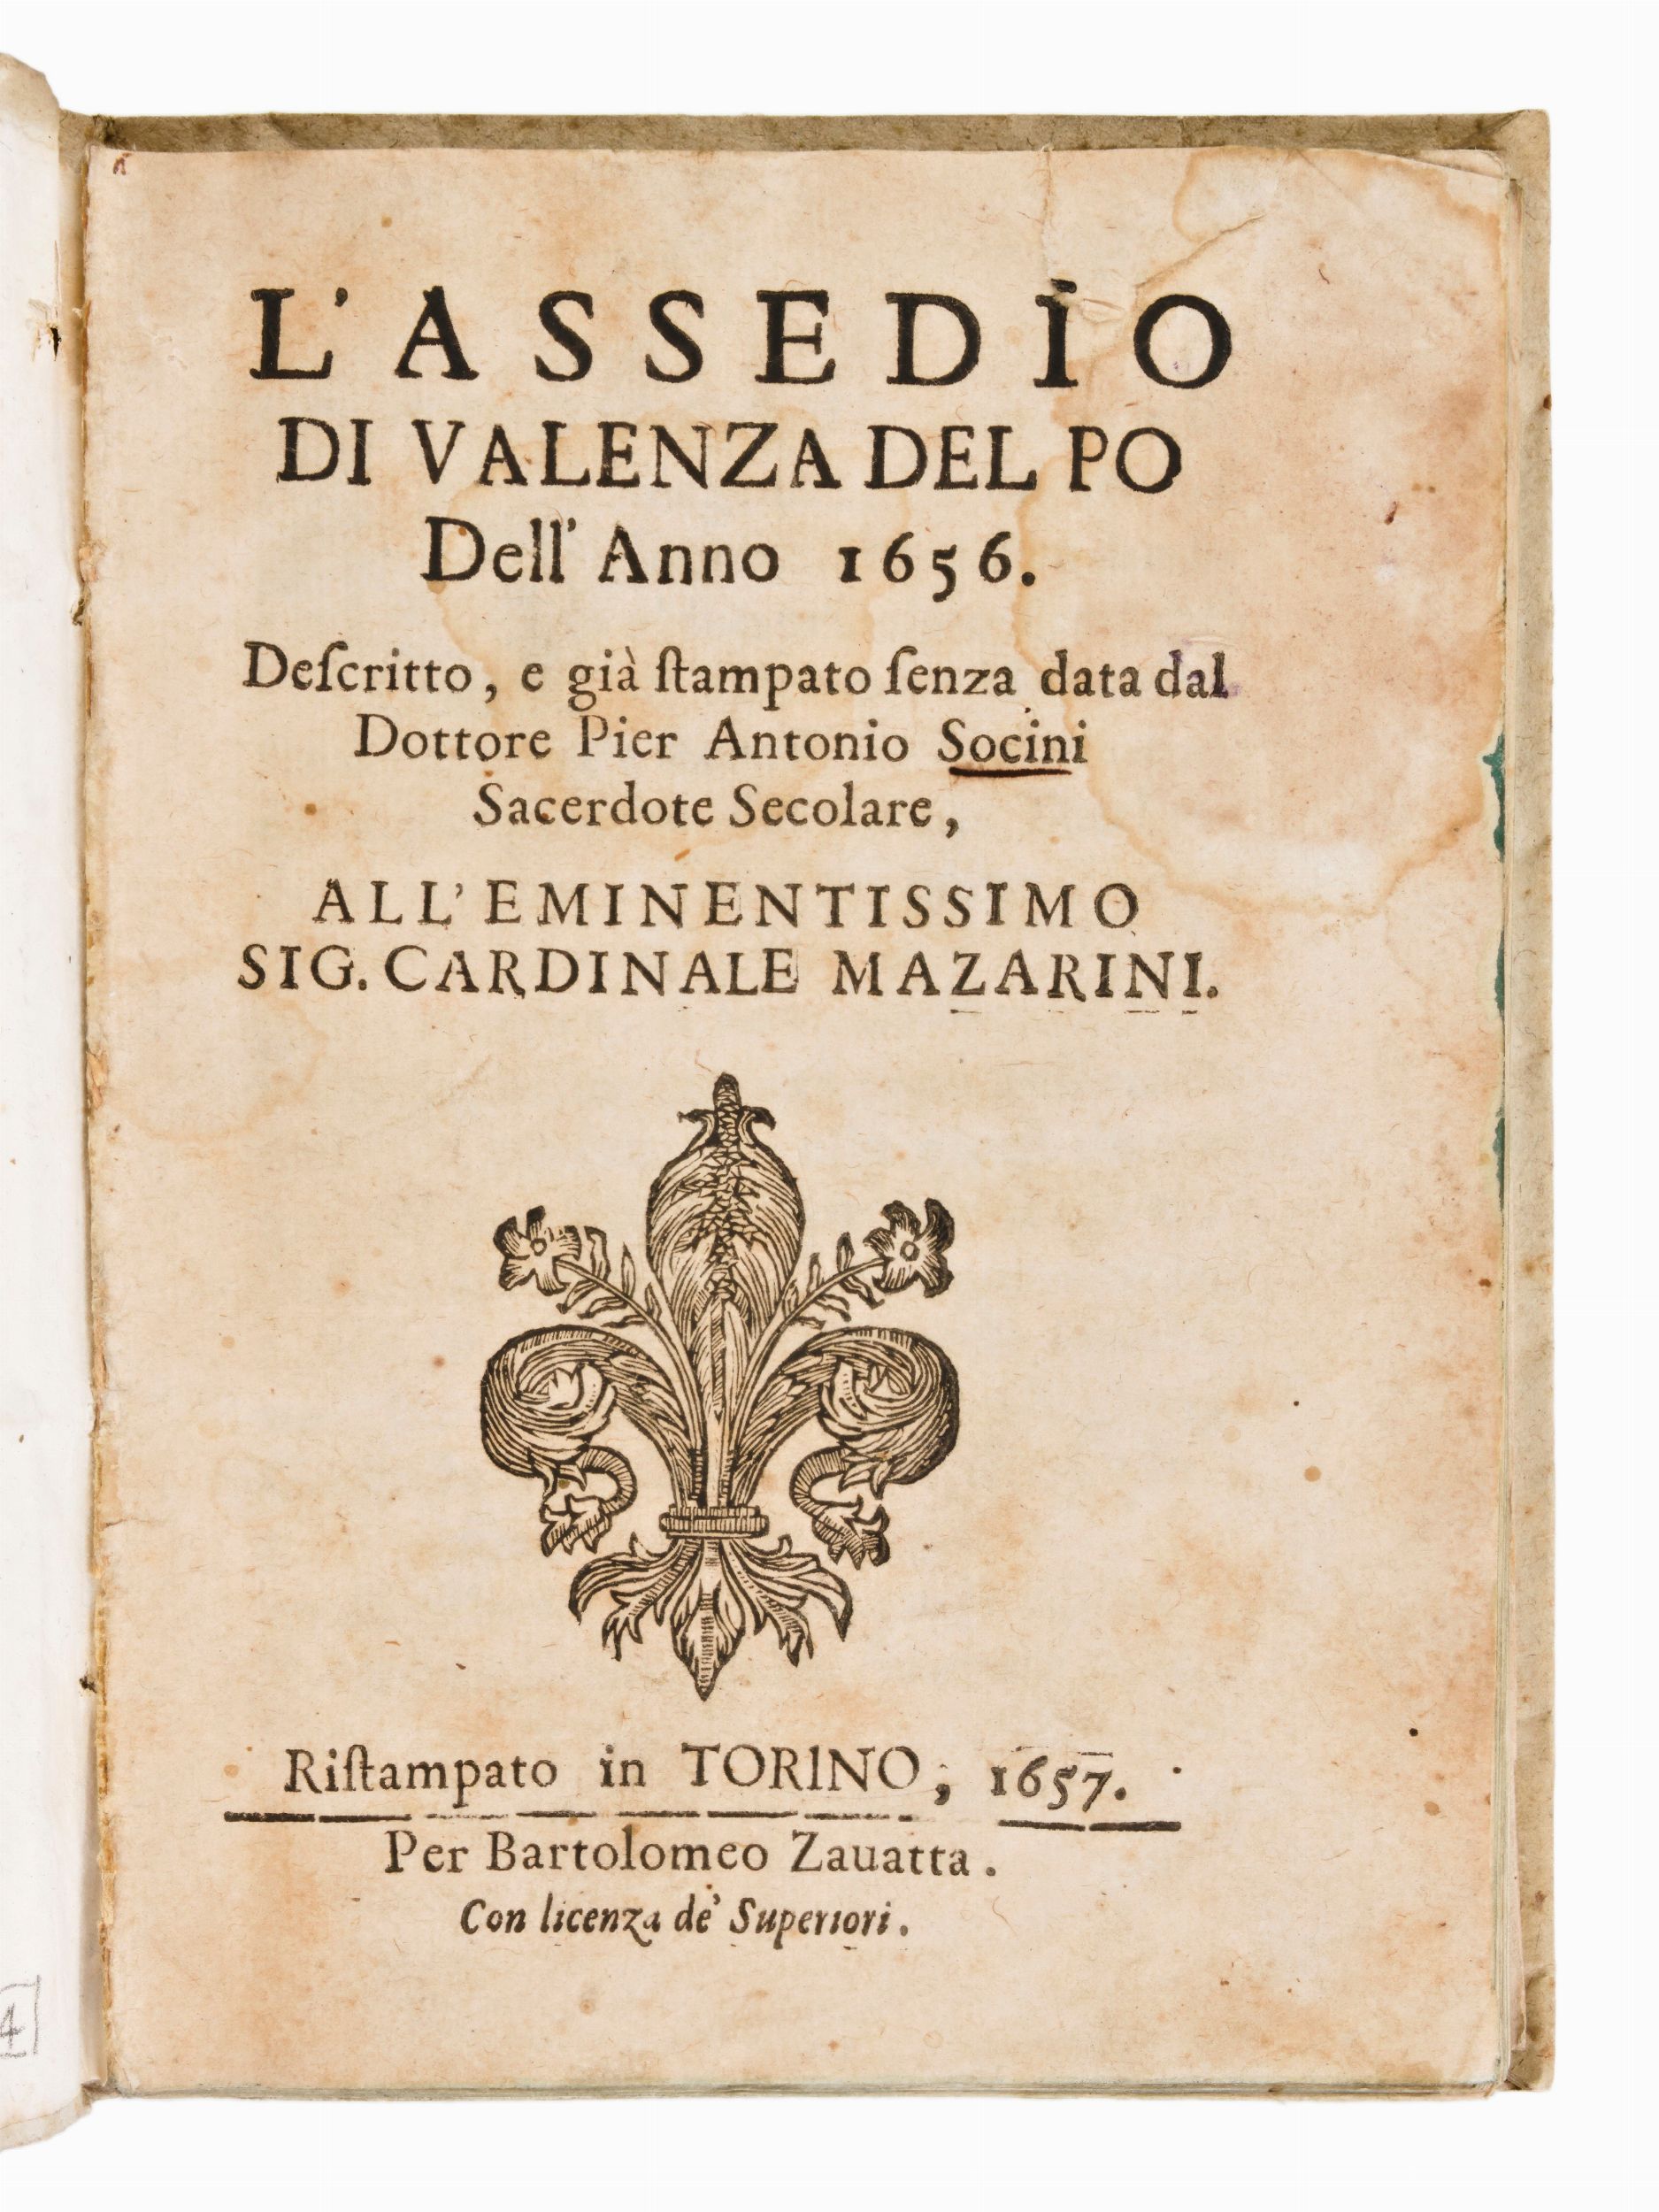 L'ASSEDIO
DI VALENZA DEL PO
Dell' Anno 1656.
Deſcritto, e già ſtampato ſenza data dal
Dottore Pier Antonio Socini
Sacerdote Secolare,
ALL'EMINENTISSIMO
SIG. CARDINALE MAZARINI.
Riſtampato in TORINO, 1657.
Per Bartolomeo Zauatta.
Con licenza de' Superiori.
4